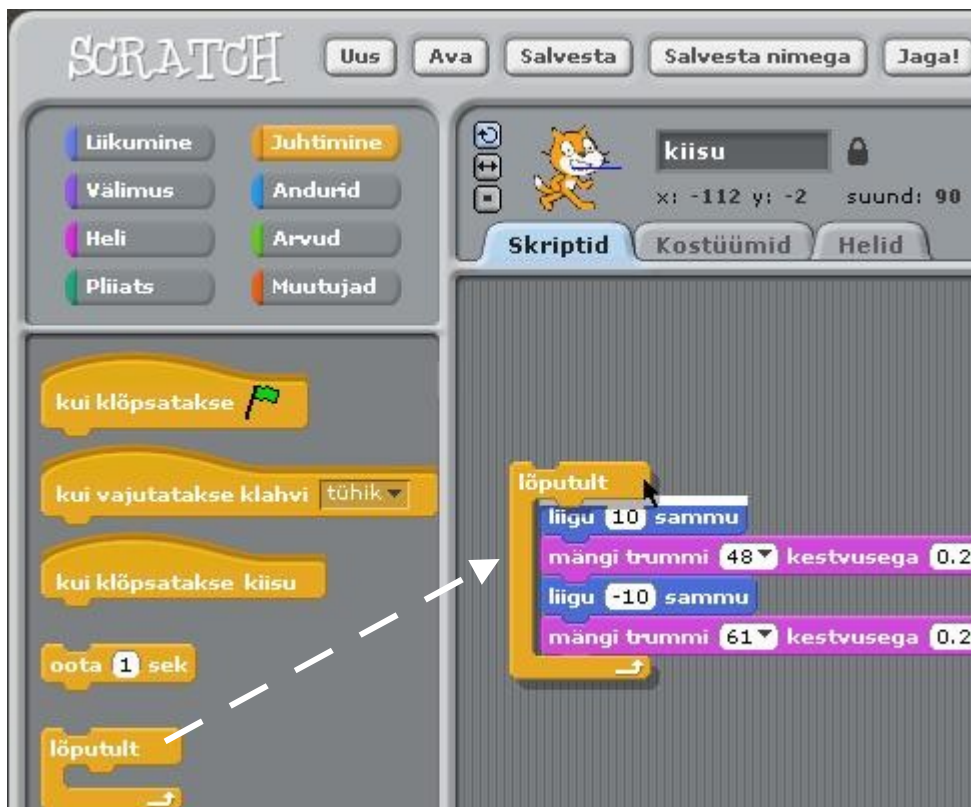 SCRATCH
Uus Ava Salvesta Salvesta nimega Jaga!
Liikumine Juhtimine
Välimus Andurid
Heli Arvud
Pliiats Muutujad
kiisu
x: -112 y: -2 suund: 90
Skriptid Kostüümid Helid
kui klõpsatakse
kui vajutatakse klahvi tühik
kui klõpsatakse kiisu
oota 1 sek
lõputult
lõputult
liigu 10 sammu
mängi trummi 48 kestvusega 0.2
liigu -10 sammu
mängi trummi 61 kestvusega 0.2